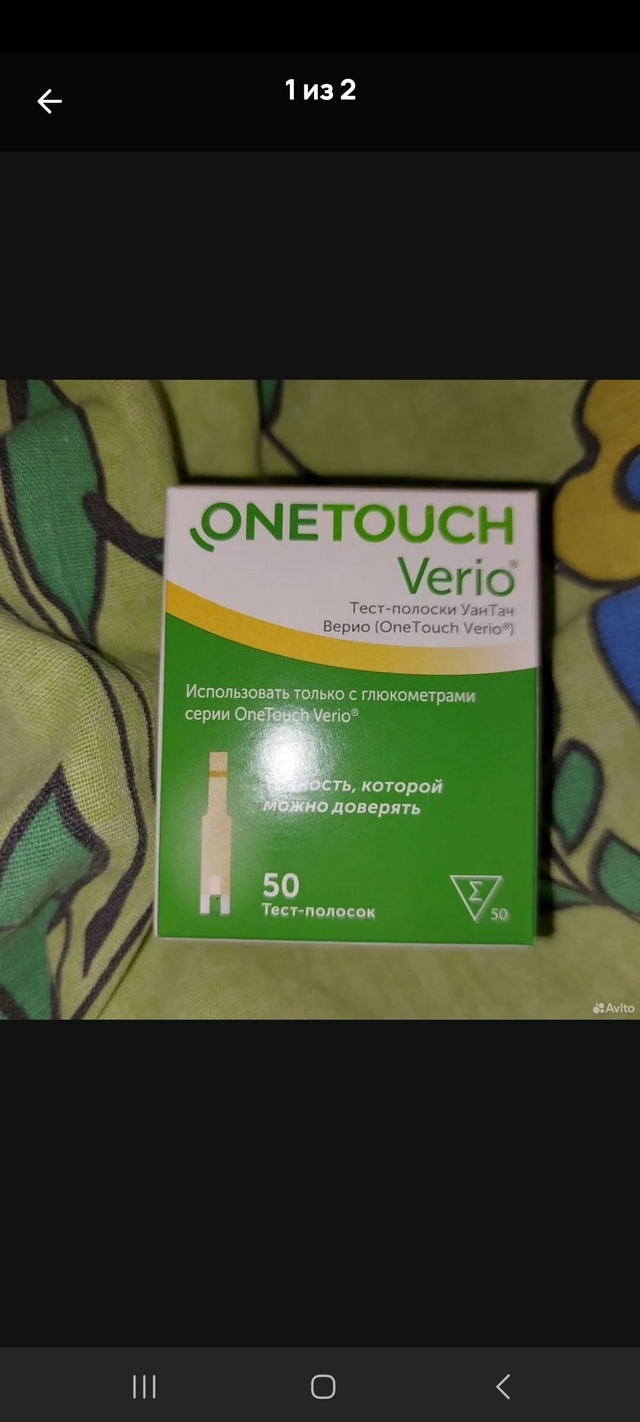 1 из 2
ONETOUCH
Verio®
Тест-полоски УанТач
Верио (OneTouch Verio®)
Использовать только с глюкометрами
серии OneTouch Verio®
которой
можно доверять
50
Тест-полосок
Σ
50
Avito